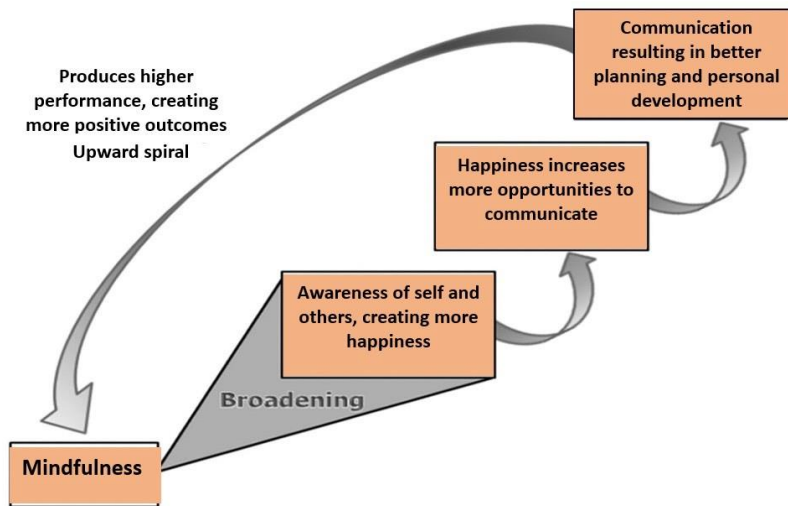 Communication
resulting in better
planning and personal
development
Produces higher
performance, creating
more positive outcomes
Upward spiral
Happiness increases
more opportunities to
communicate
Awareness of self and
others, creating more
happiness
Broadening
Mindfulness